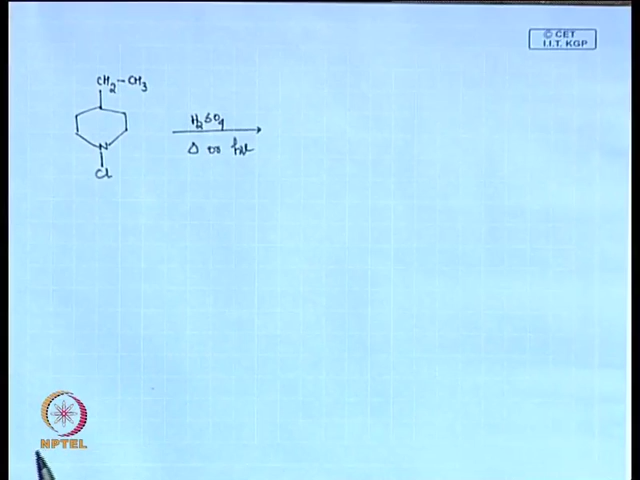 © CET
I.I.T. KGP
CH2-CH3
H2SO4
Δ or hν
N
Cl
NPTEL